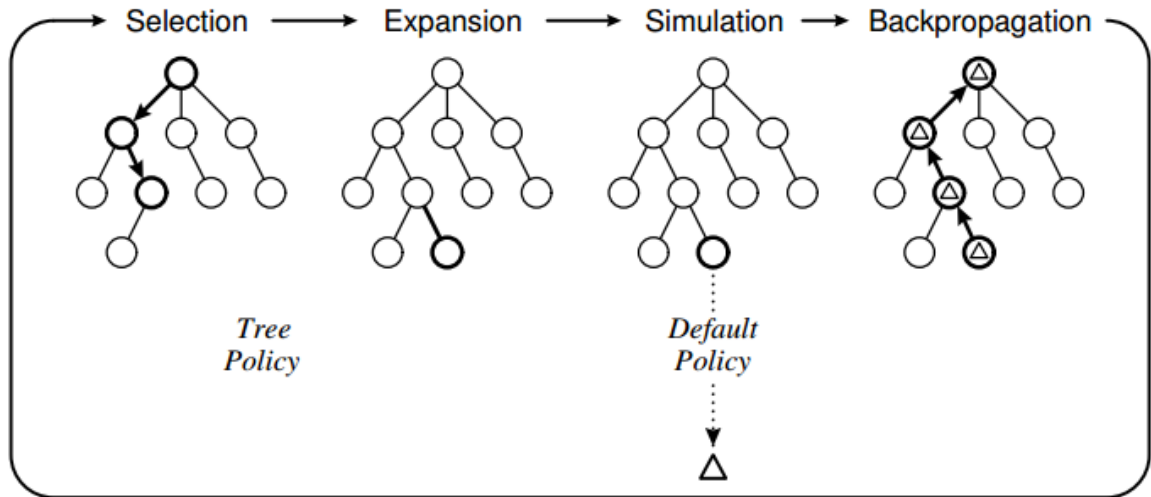 Selection Expansion Simulation Backpropagation
Tree
Policy
Default
Policy